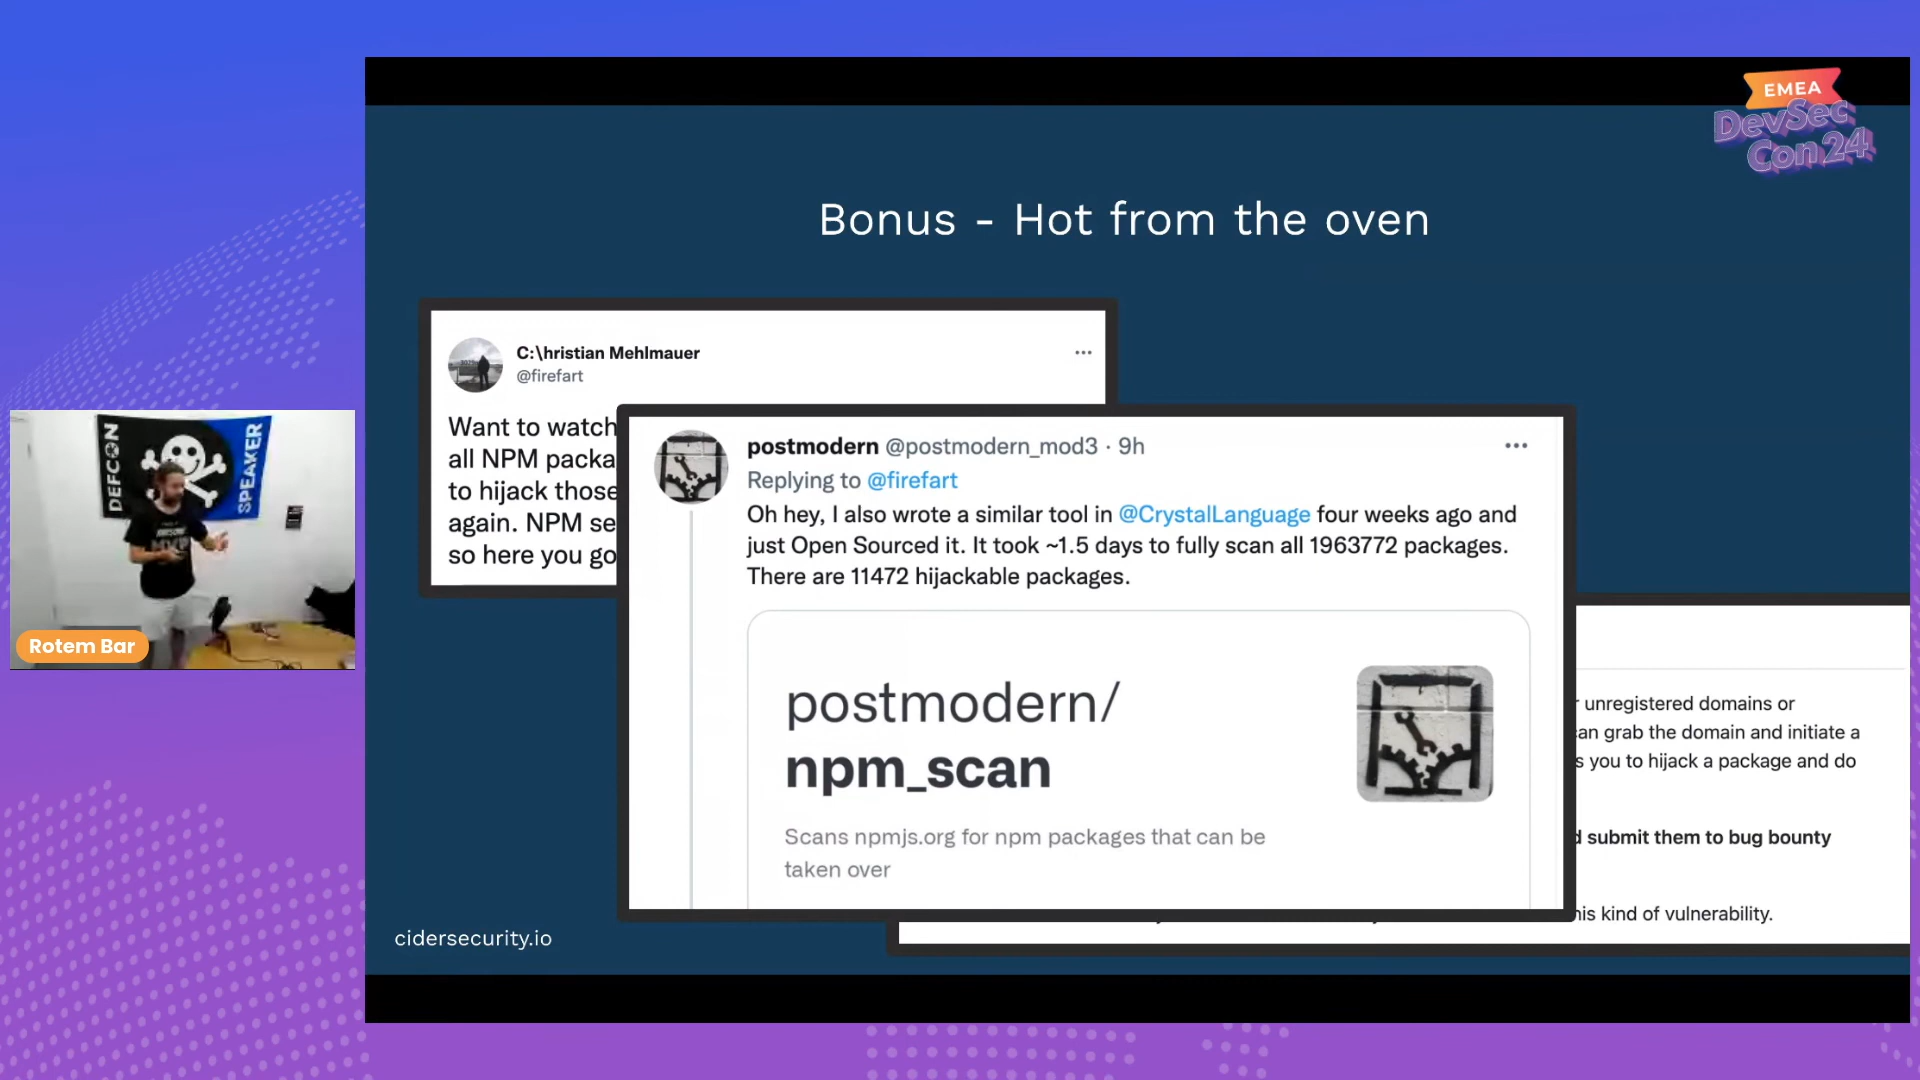 EMEA
DevSec
Con 24
Bonus - Hot from the oven
C:\hristian Mehlmauer
@firefart
Want to watch
all NPM packa
to hijack those
again. NPM se
so here you go
postmodern @postmodern_mod3 · 9h
Replying to @firefart
Oh hey, I also wrote a similar tool in @CrystalLanguage four weeks ago and
just Open Sourced it. It took ~1.5 days to fully scan all 1963772 packages.
There are 11472 hijackable packages.
postmodern/
npm_scan
Scans npmjs.org for npm packages that can be
taken over
unregistered domains or
can grab the domain and initiate a
s you to hijack a package and do
d submit them to bug bounty
his kind of vulnerability.
cidersecurity.io
DEFCON
SPEAKER
Rotem Bar